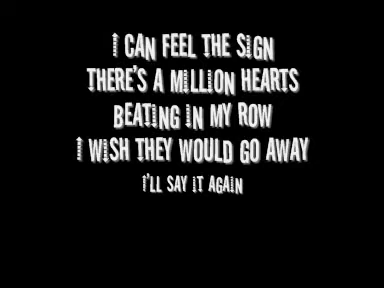 I CAN FEEL THE SIGN
THERE'S A MILLION HEARTS
BEATING IN MY ROW
I WISH THEY WOULD GO AWAY
I'LL SAY IT AGAIN